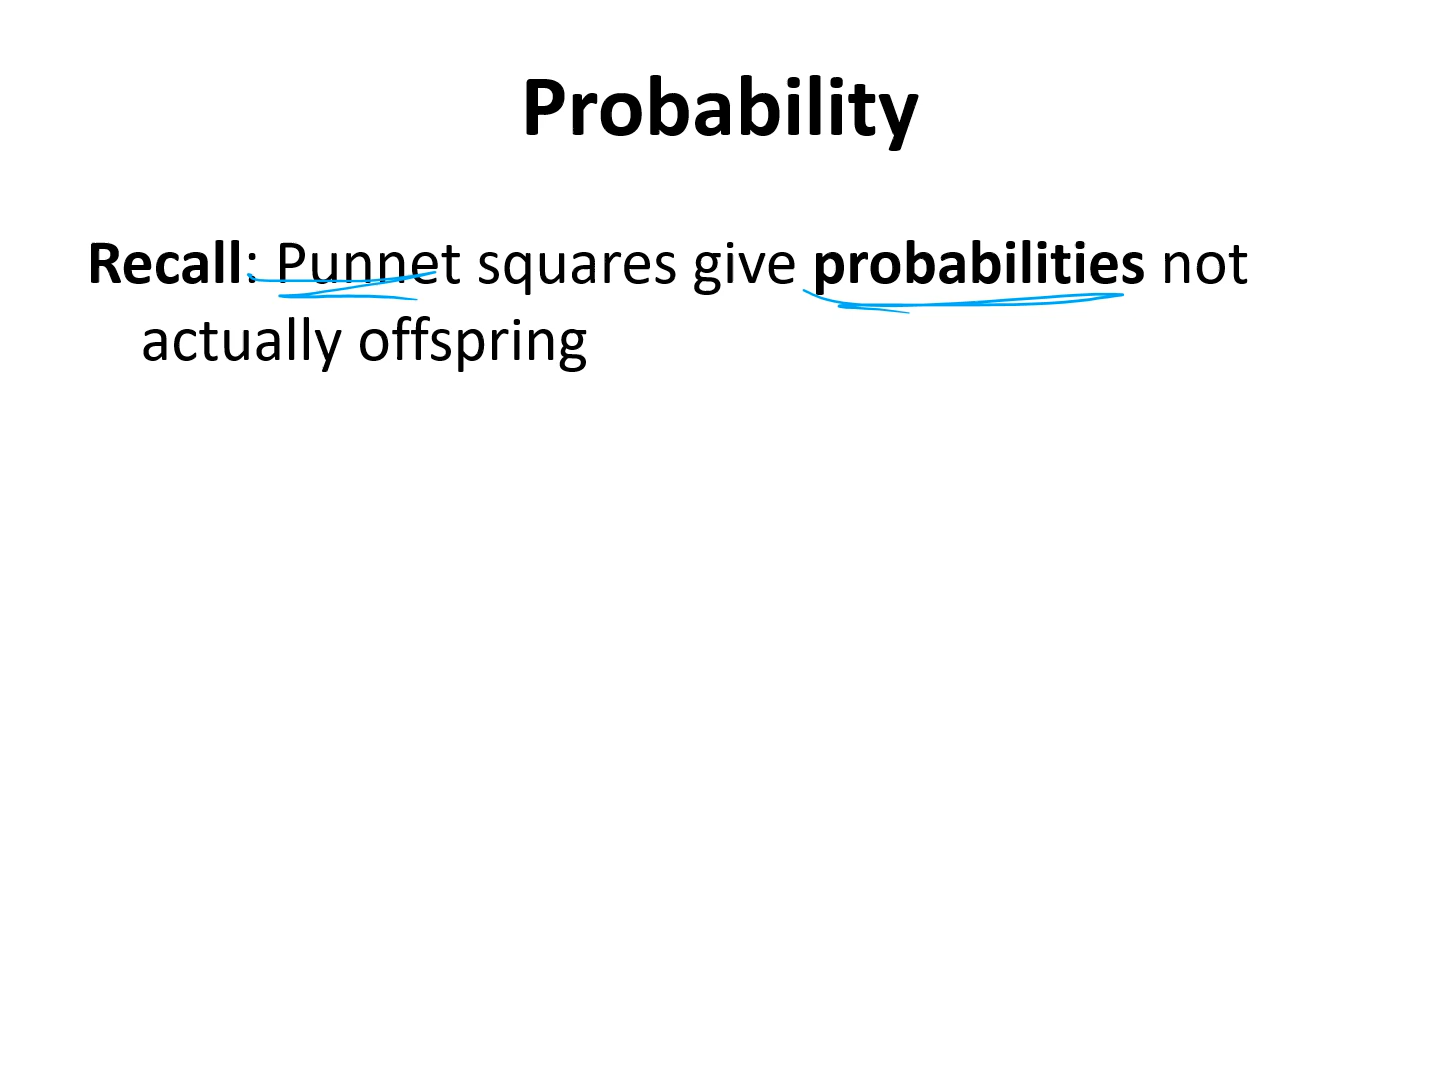 Probability
Recall: Punnet squares give probabilities not
actually offspring